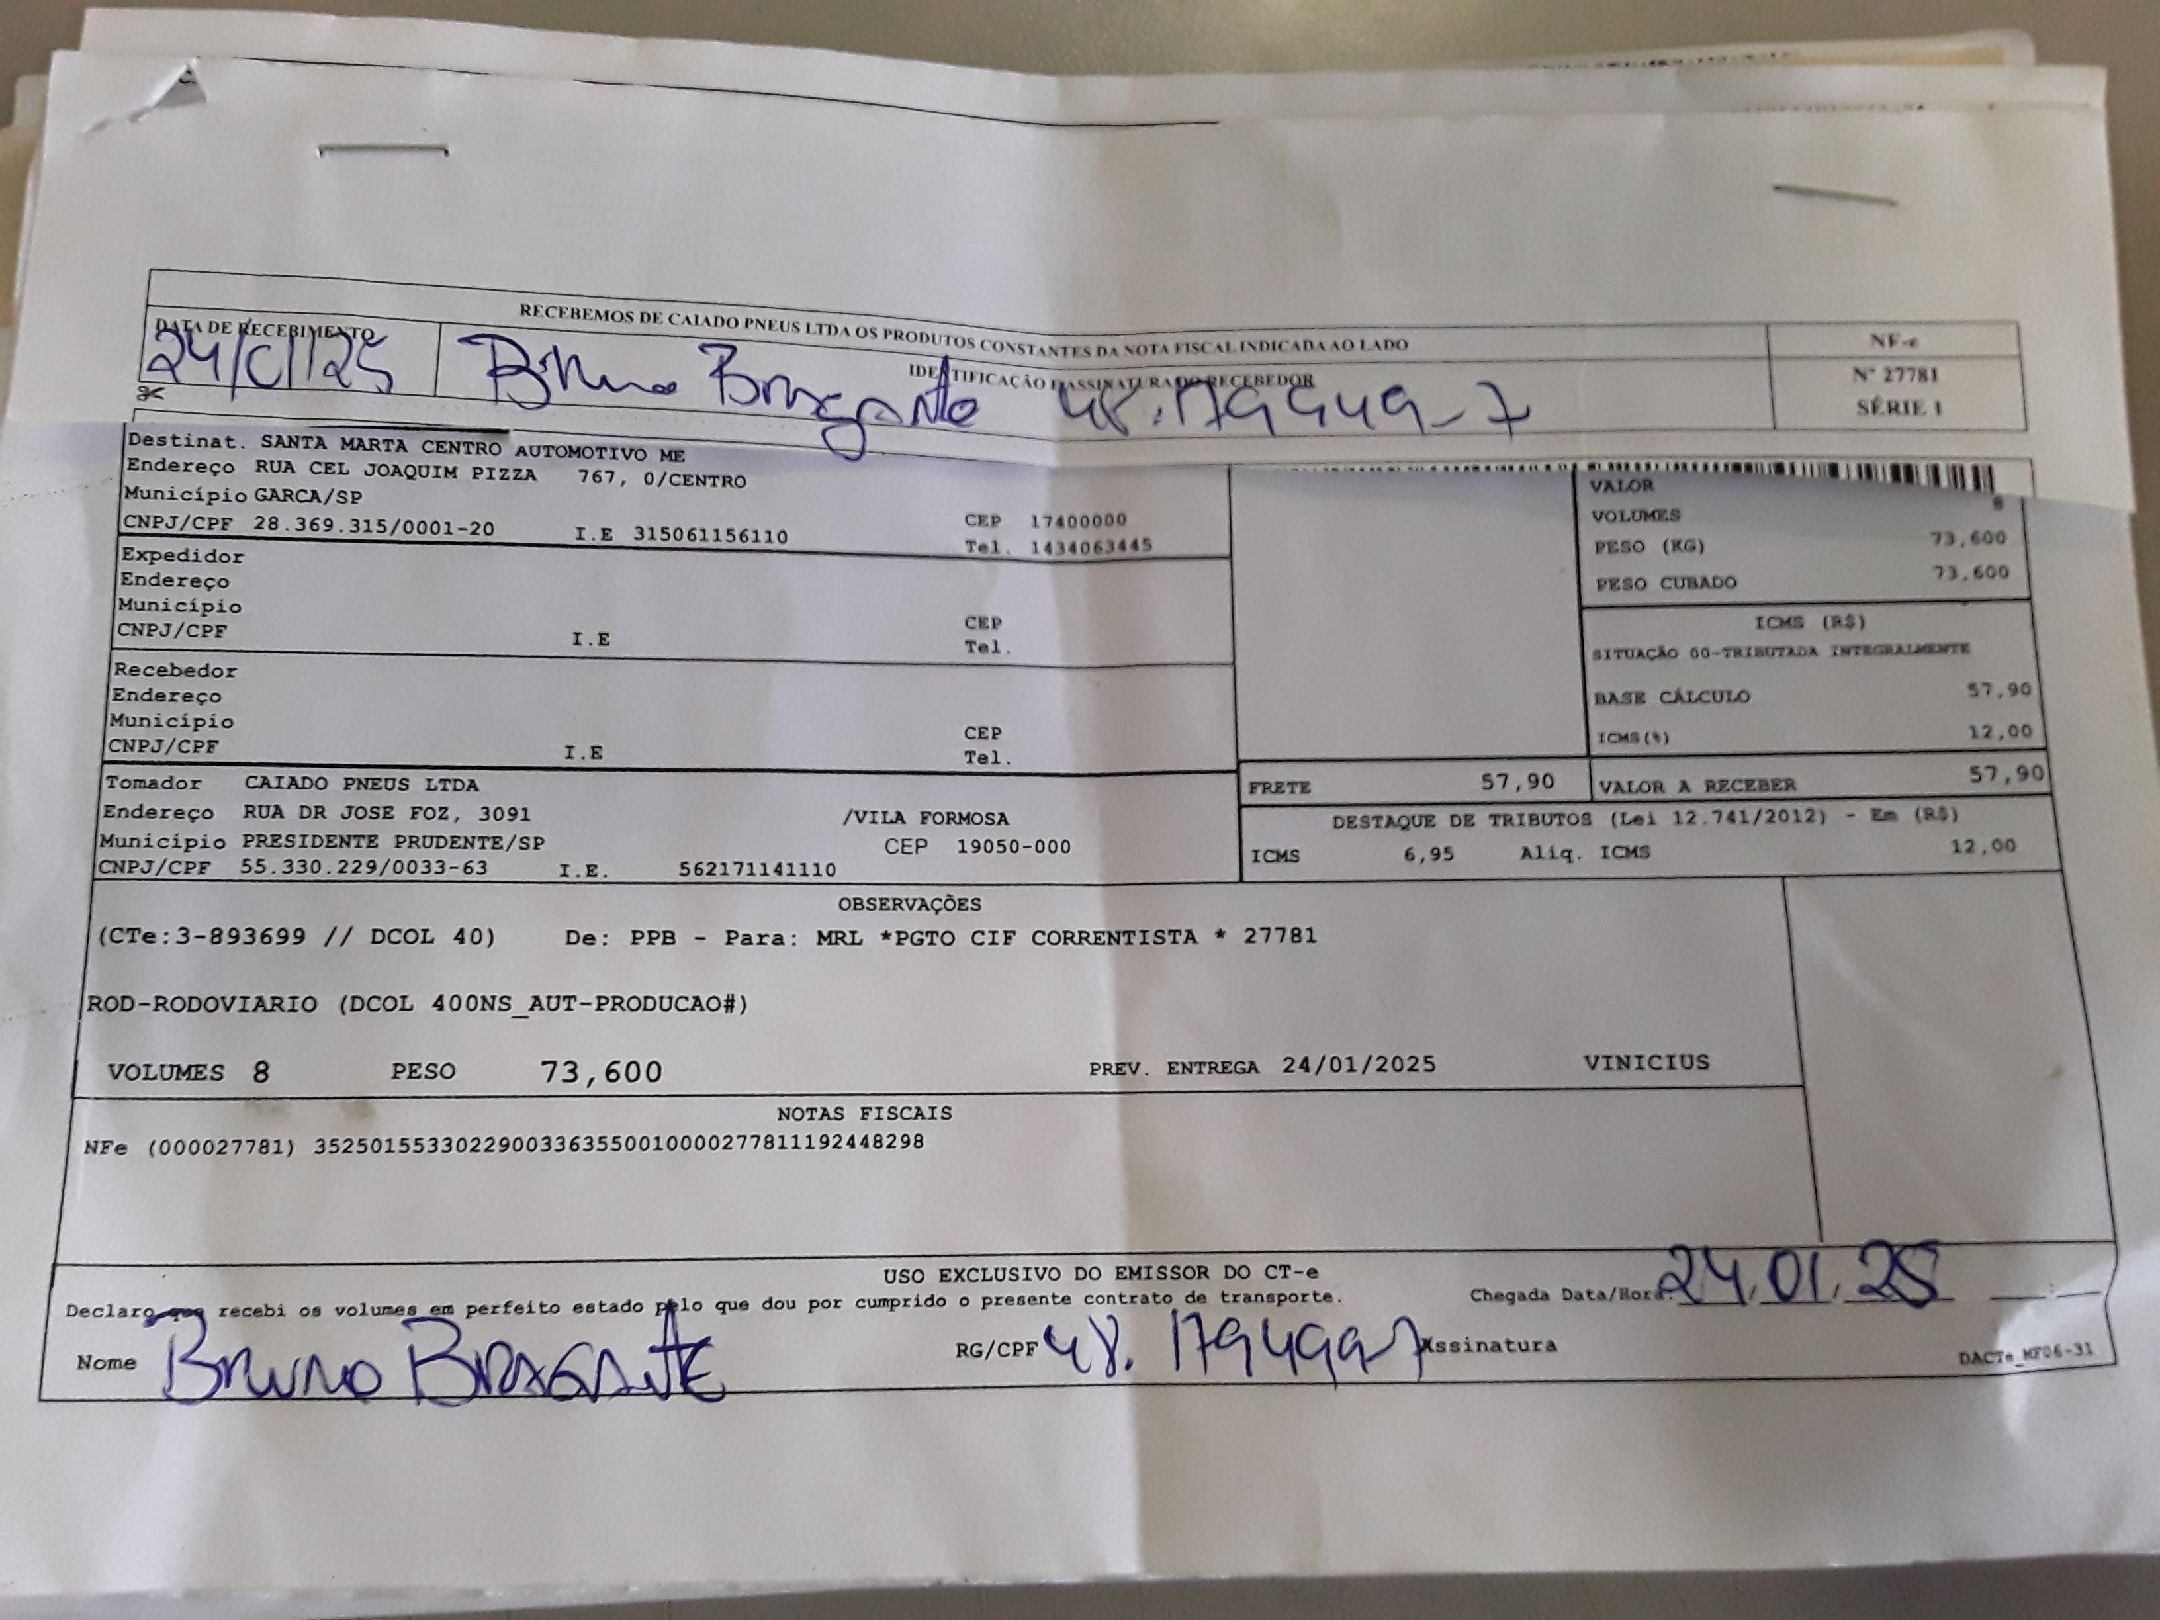 RECEBEMOS DE CAIADO PNEUS LTDA OS PRODUTOS CONSTANTES DA NOTA FISCAL INDICADA AO LADO
DATA DE RECEBIMENTO
IDENTIFICAÇÃO E ASSINATURA DO RECEBEDOR
24/01/25 Bruno Bragante
NF-e
Nº 27781
SÉRIE 1
Destinat. SANTA MARTA CENTRO AUTOMOTIVO ME
Endereço RUA CEL JOAQUIM PIZZA 767, 0/CENTRO
Município GARCA/SP
CNPJ/CPF 28.369.315/0001-20 I.E 315061156110
CEP 17400000
Tel. 1434063445
Expedidor
Endereço
Município
CNPJ/CPF I.E
CEP
Tel.
Recebedor
Endereço
Município
CNPJ/CPF I.E
CEP
Tel.
Tomador CAIADO PNEUS LTDA
Endereço RUA DR JOSE FOZ, 3091 /VILA FORMOSA
Município PRESIDENTE PRUDENTE/SP CEP 19050-000
CNPJ/CPF 55.330.229/0033-63 I.E. 562171141110
VALOR
VOLUMES 8
PESO (KG) 73,600
PESO CUBADO 73,600
ICMS (R$)
SITUAÇÃO 00-TRIBUTADA INTEGRALMENTE
BASE CÁLCULO 57,90
ICMS(%) 12,00
FRETE 57,90 VALOR A RECEBER 57,90
DESTAQUE DE TRIBUTOS (Lei 12.741/2012) - Em (R$)
ICMS 6,95 Aliq. ICMS 12,00
OBSERVAÇÕES
(CTe:3-893699 // DCOL 40) De: PPB - Para: MRL *PGTO CIF CORRENTISTA * 27781
ROD-RODOVIARIO (DCOL 400NS_AUT-PRODUCAO#)
VOLUMES 8 PESO 73,600 PREV. ENTREGA 24/01/2025 VINICIUS
NOTAS FISCAIS
NFe (000027781) 35250155330229003363550010000277811192448298
USO EXCLUSIVO DO EMISSOR DO CT-e
Declaro que recebi os volumes em perfeito estado pelo que dou por cumprido o presente contrato de transporte.
Chegada Data/Hora: 24.01.25
Nome Bruno Bragante RG/CPF Assinatura
DACTe_MF06-31